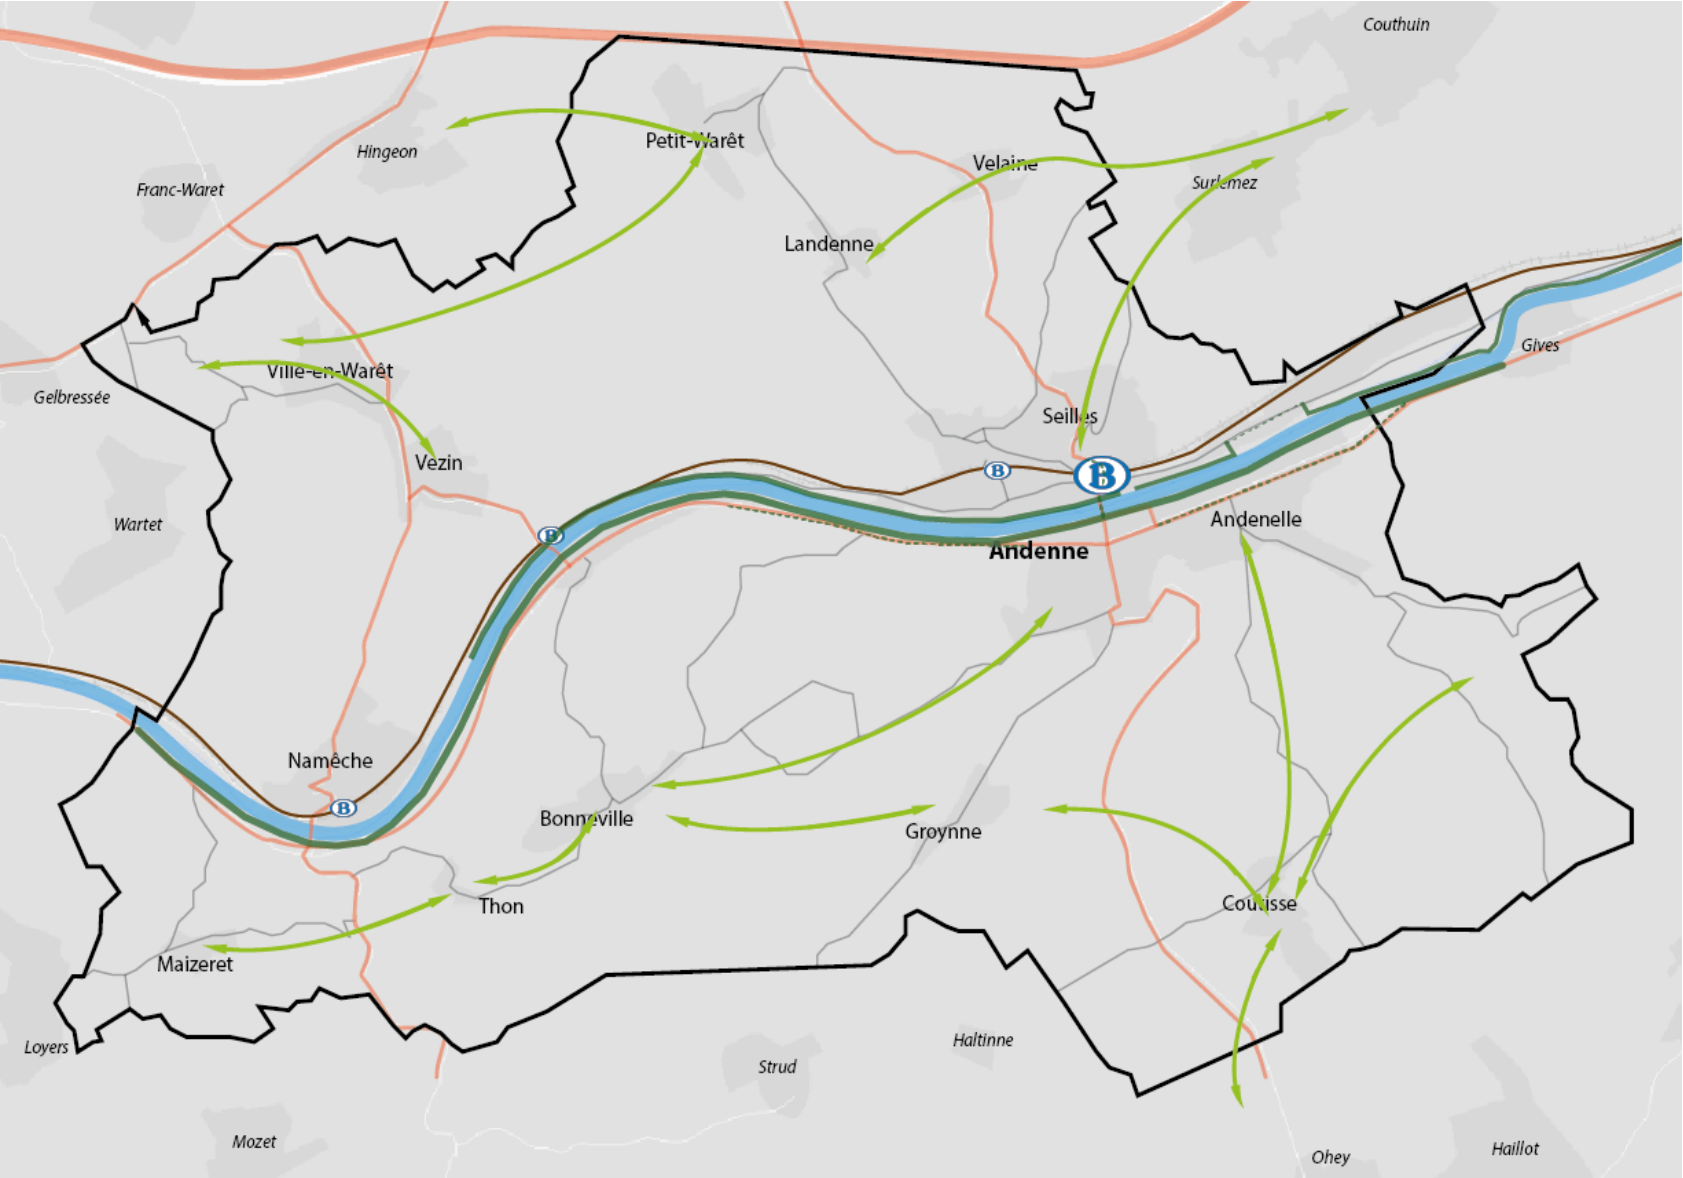 Couthuin
Petit-Warêt
Hingeon
Velaine
Surlemez
Franc-Waret
Landenne
Gives
Ville-en-Warêt
Gelbressée
Seilles
Vezin
B
B
Wartet
Andenelle
B
Andenne
Namêche
B
Bonneville
Groynne
Coutisse
Thon
Maizeret
Loyers
Haltinne
Strud
Mozet
Haillot
Ohey